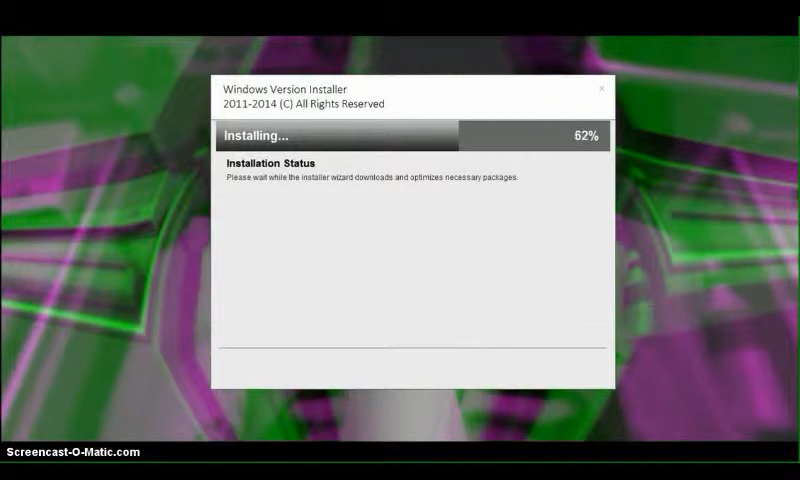 Windows Version Installer
2011-2014 (C) All Rights Reserved
×
Installing... 62%
Installation Status
Please wait while the installer wizard downloads and optimizes necessary packages.
Screencast-O-Matic.com